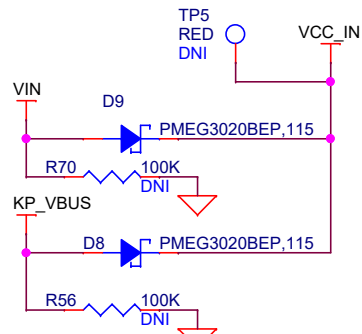 TP5
RED
DNI
VCC_IN
VIN
D9
PMEG3020BEP,115
R70
100K
DNI
KP_VBUS
D8
PMEG3020BEP,115
R56
100K
DNI